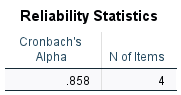 Reliability Statistics
Cronbach's
Alpha N of Items
.858 4